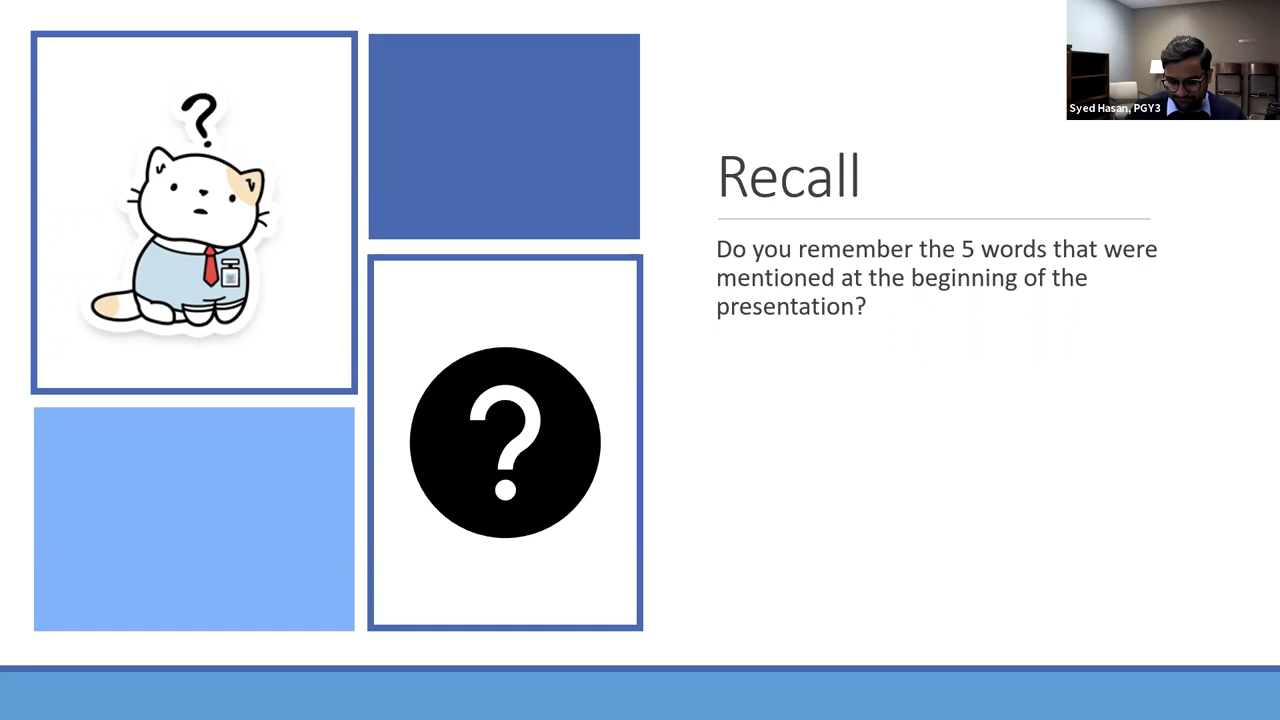 Syed Hasan, PGY3
Recall
Do you remember the 5 words that were
mentioned at the beginning of the
presentation?
?
?